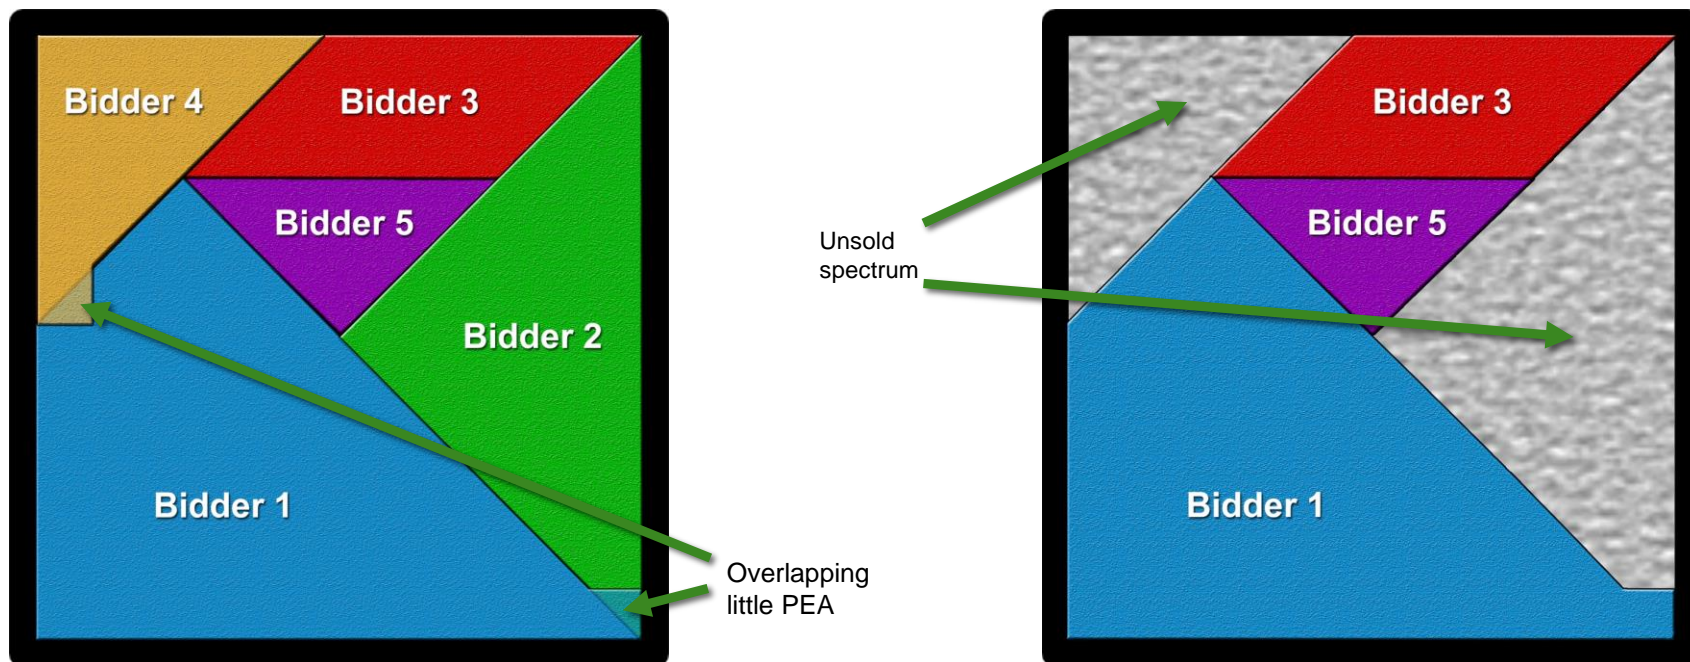 Bidder 4
Bidder 3
Bidder 5
Bidder 2
Bidder 1
Overlapping
little PEA
Unsold
spectrum
Bidder 3
Bidder 5
Bidder 1